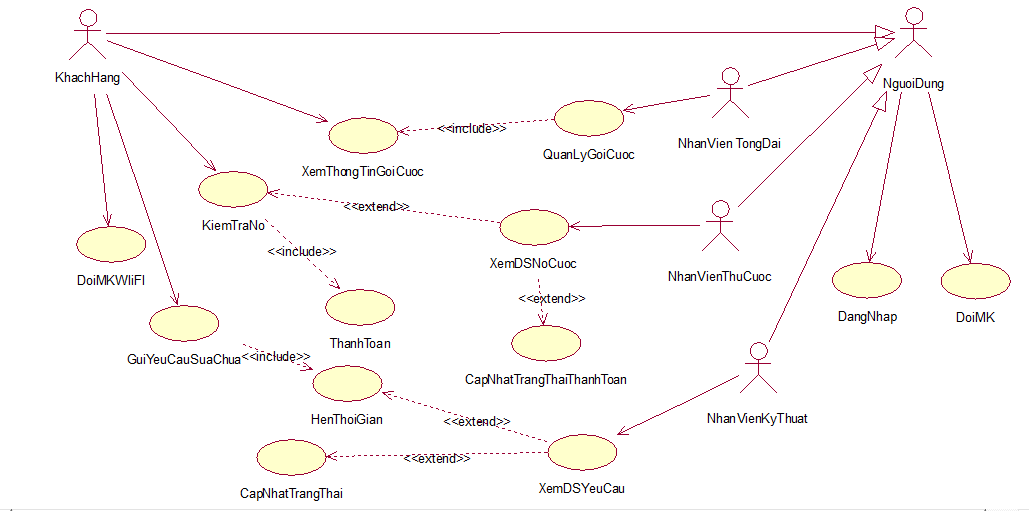 KhachHang
NguoiDung
NhanVien TongDai
<<include>>
QuanLyGoiCuoc
XemThongTinGoiCuoc
<<extend>>
KiemTraNo
<<include>>
XemDSNoCuoc
NhanVienThuCuoc
DoiMKWIiFI
<<extend>>
DangNhap
DoiMK
ThanhToan
GuiYeuCauSuaChua
<<include>>
CapNhatTrangThaiThanhToan
HenThoiGian
<<extend>>
NhanVienKyThuat
<<extend>>
CapNhatTrangThai
XemDSYeuCau